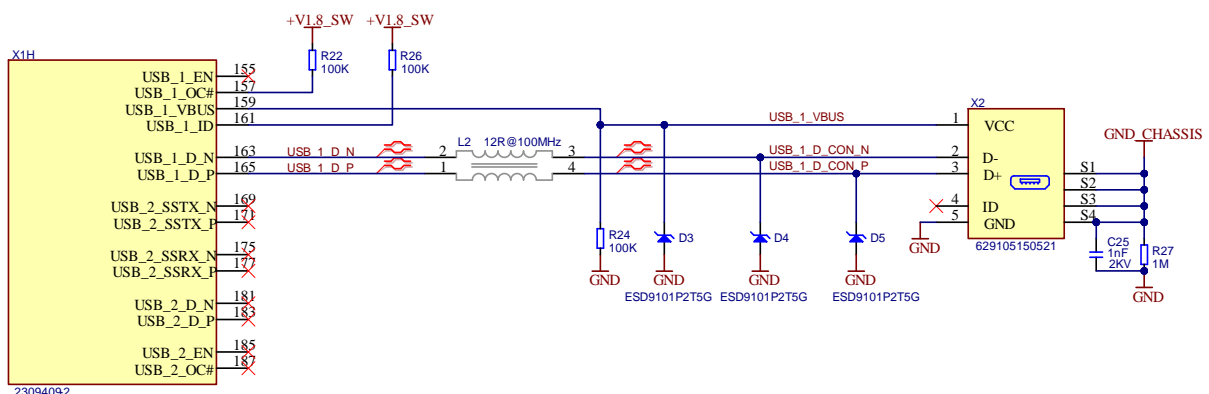 +V1.8_SW +V1.8_SW
X1H
R22
100K
R26
100K
USB_1_EN 155
USB_1_OC# 157
USB_1_VBUS 159
USB_1_ID 161
USB_1_D_N 163
USB_1_D_P 165
USB_2_SSTX_N 169
USB_2_SSTX_P 171
USB_2_SSRX_N 175
USB_2_SSRX_P 177
USB_2_D_N 181
USB_2_D_P 183
USB_2_EN 185
USB_2_OC# 187
2309409-2
USB_1_D_N
USB_1_D_P
L2 12R@100MHz
2 3
1 4
USB_1_VBUS
USB_1_D_CON_N
USB_1_D_CON_P
R24
100K
GND
D3
GND
ESD9101P2T5G
D4
GND
ESD9101P2T5G
D5
GND
ESD9101P2T5G
X2
1 VCC
2 D-
3 D+
4 ID
5 GND
GND
S1
S2
S3
S4
629105150521
GND_CHASSIS
C25
1nF
2KV
R27
1M
GND